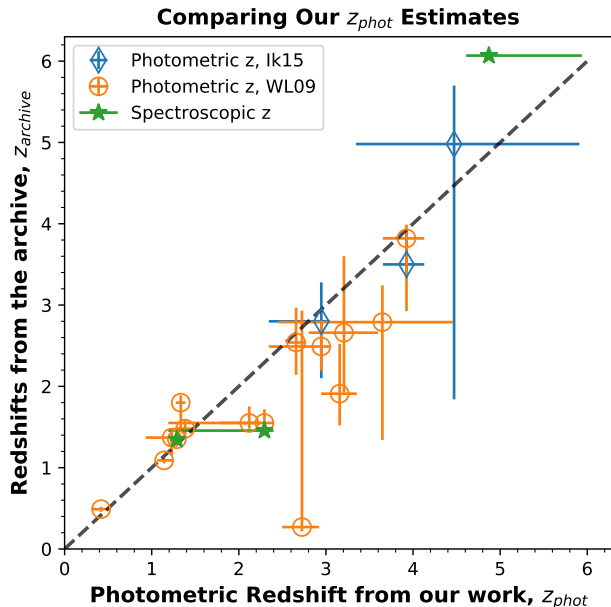 Comparing Our z_phot Estimates
Photometric z, Ik15
Photometric z, WL09
Spectroscopic z
Redshifts from the archive, z_archive
6
5
4
3
2
1
0
0 1 2 3 4 5 6
Photometric Redshift from our work, z_phot